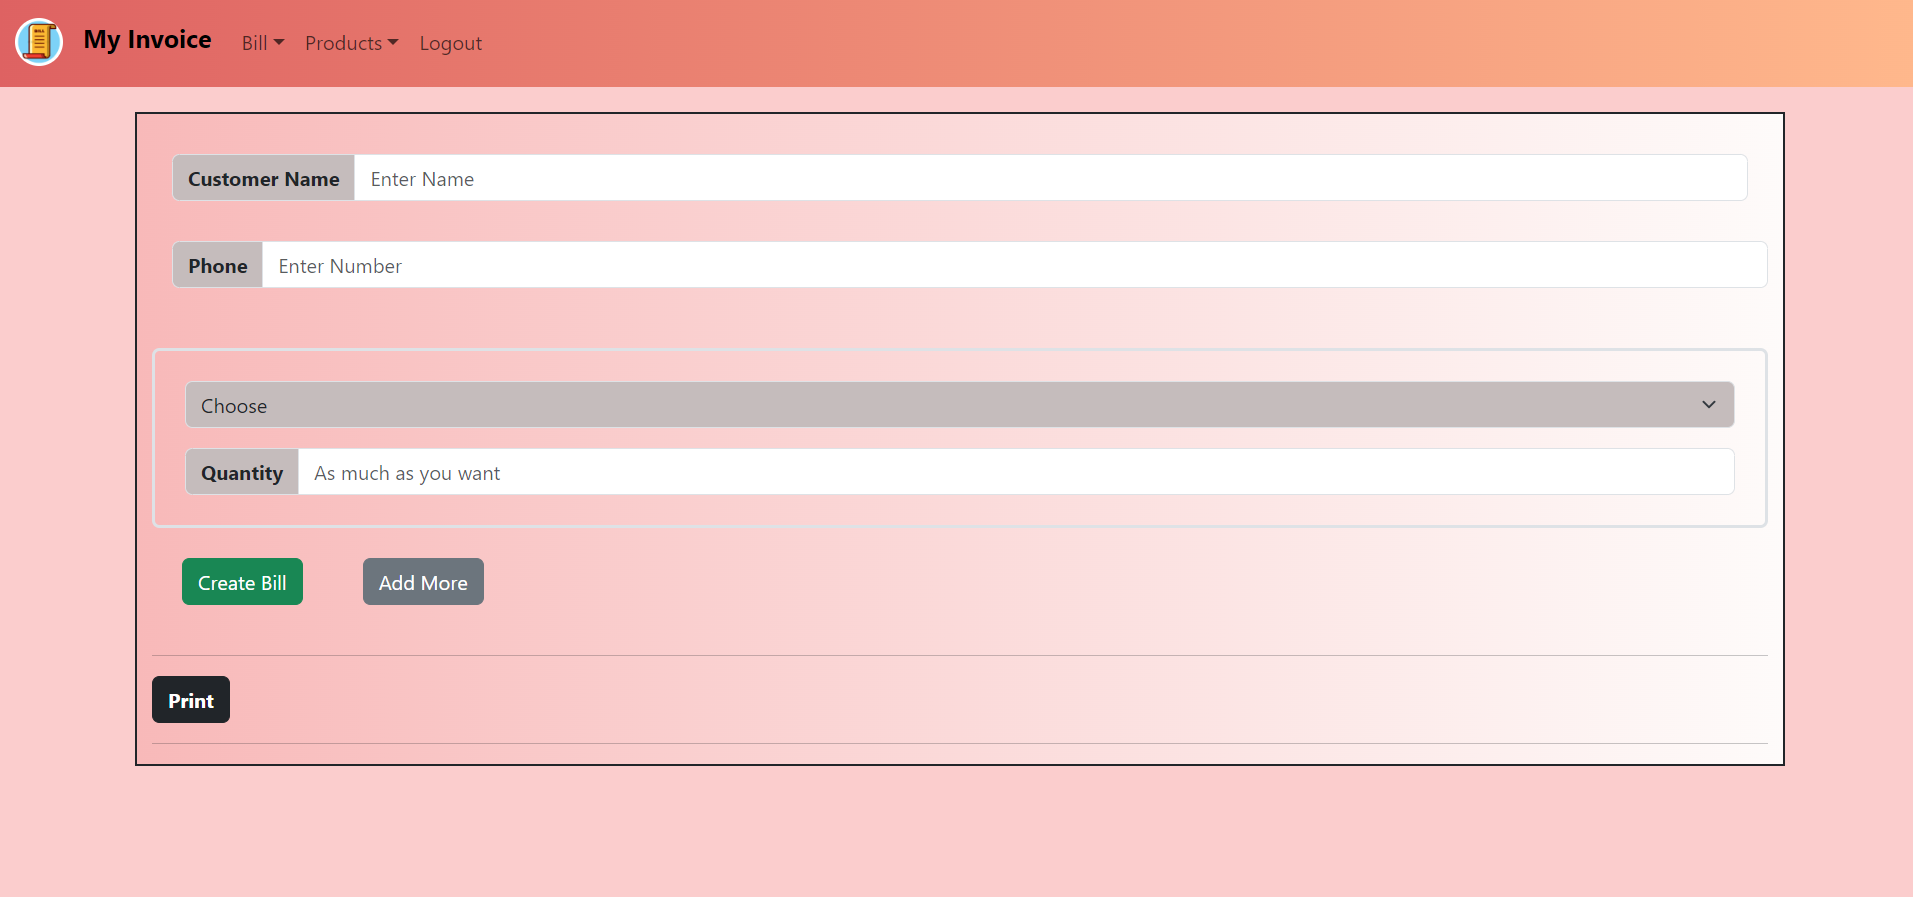 My Invoice Bill Products Logout
Customer Name Enter Name
Phone Enter Number
Choose
Quantity As much as you want
Create Bill Add More
Print